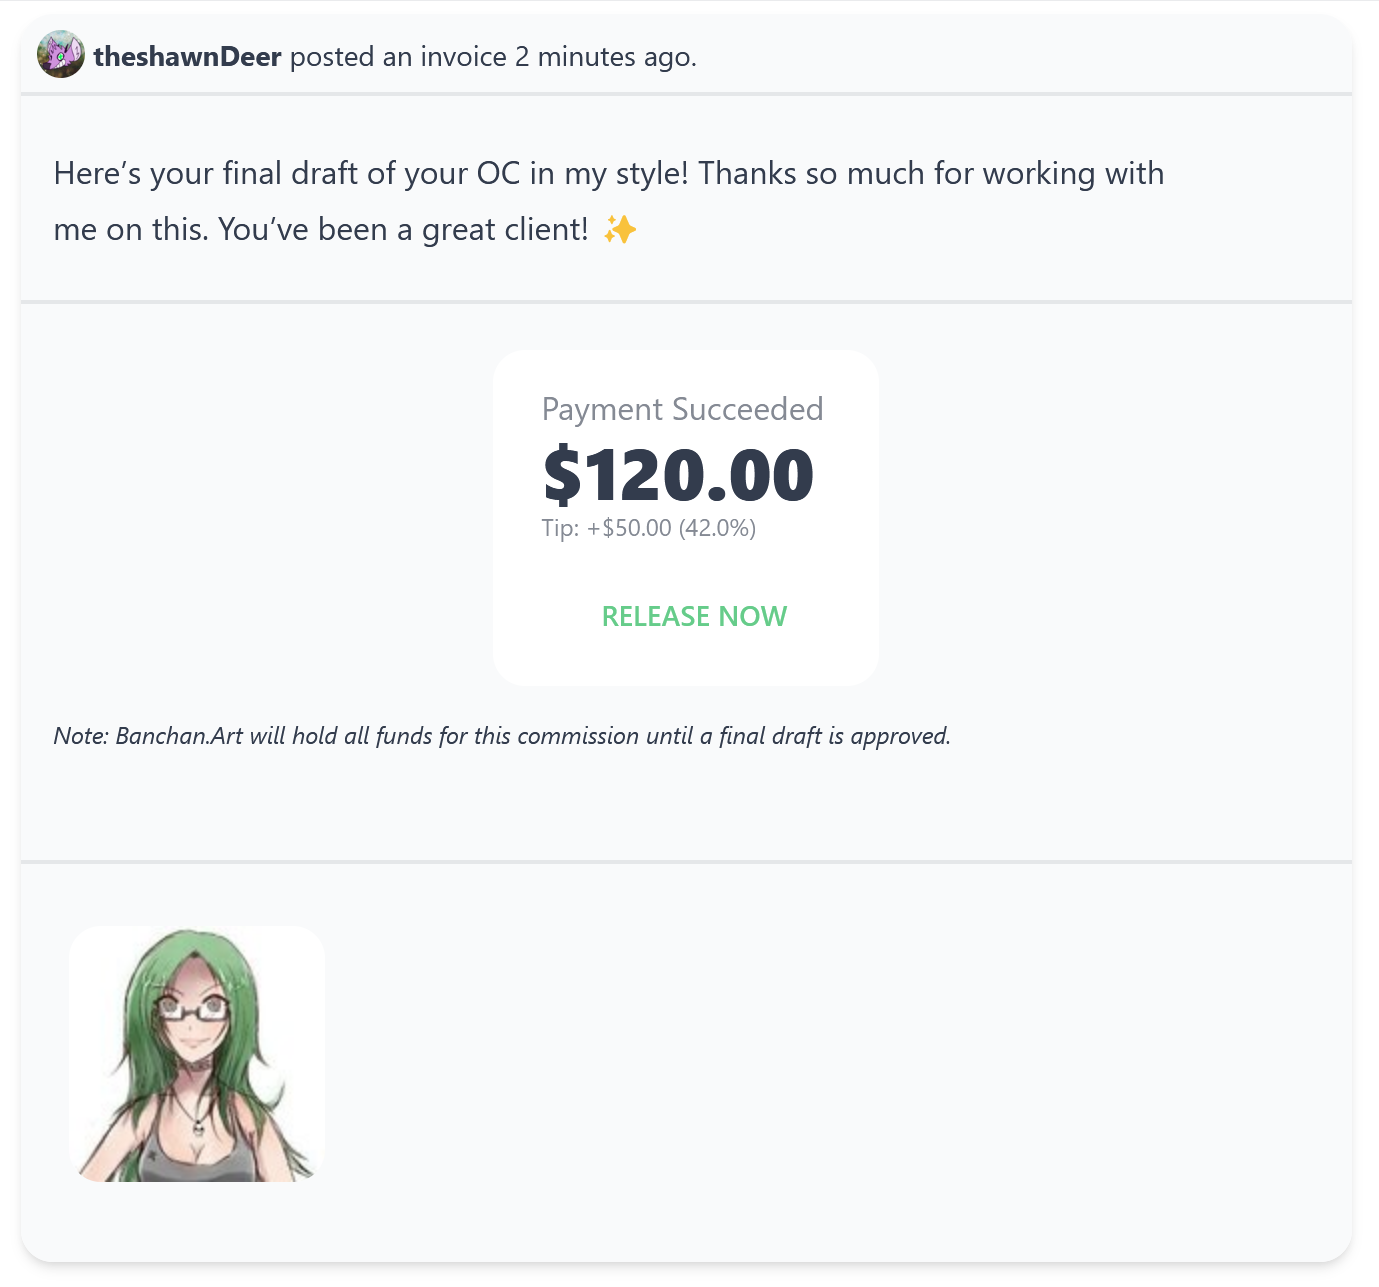 theshawnDeer posted an invoice 2 minutes ago.
Here’s your final draft of your OC in my style! Thanks so much for working with
me on this. You’ve been a great client! ✨
Payment Succeeded
$120.00
Tip: +$50.00 (42.0%)
RELEASE NOW
Note: Banchan.Art will hold all funds for this commission until a final draft is approved.